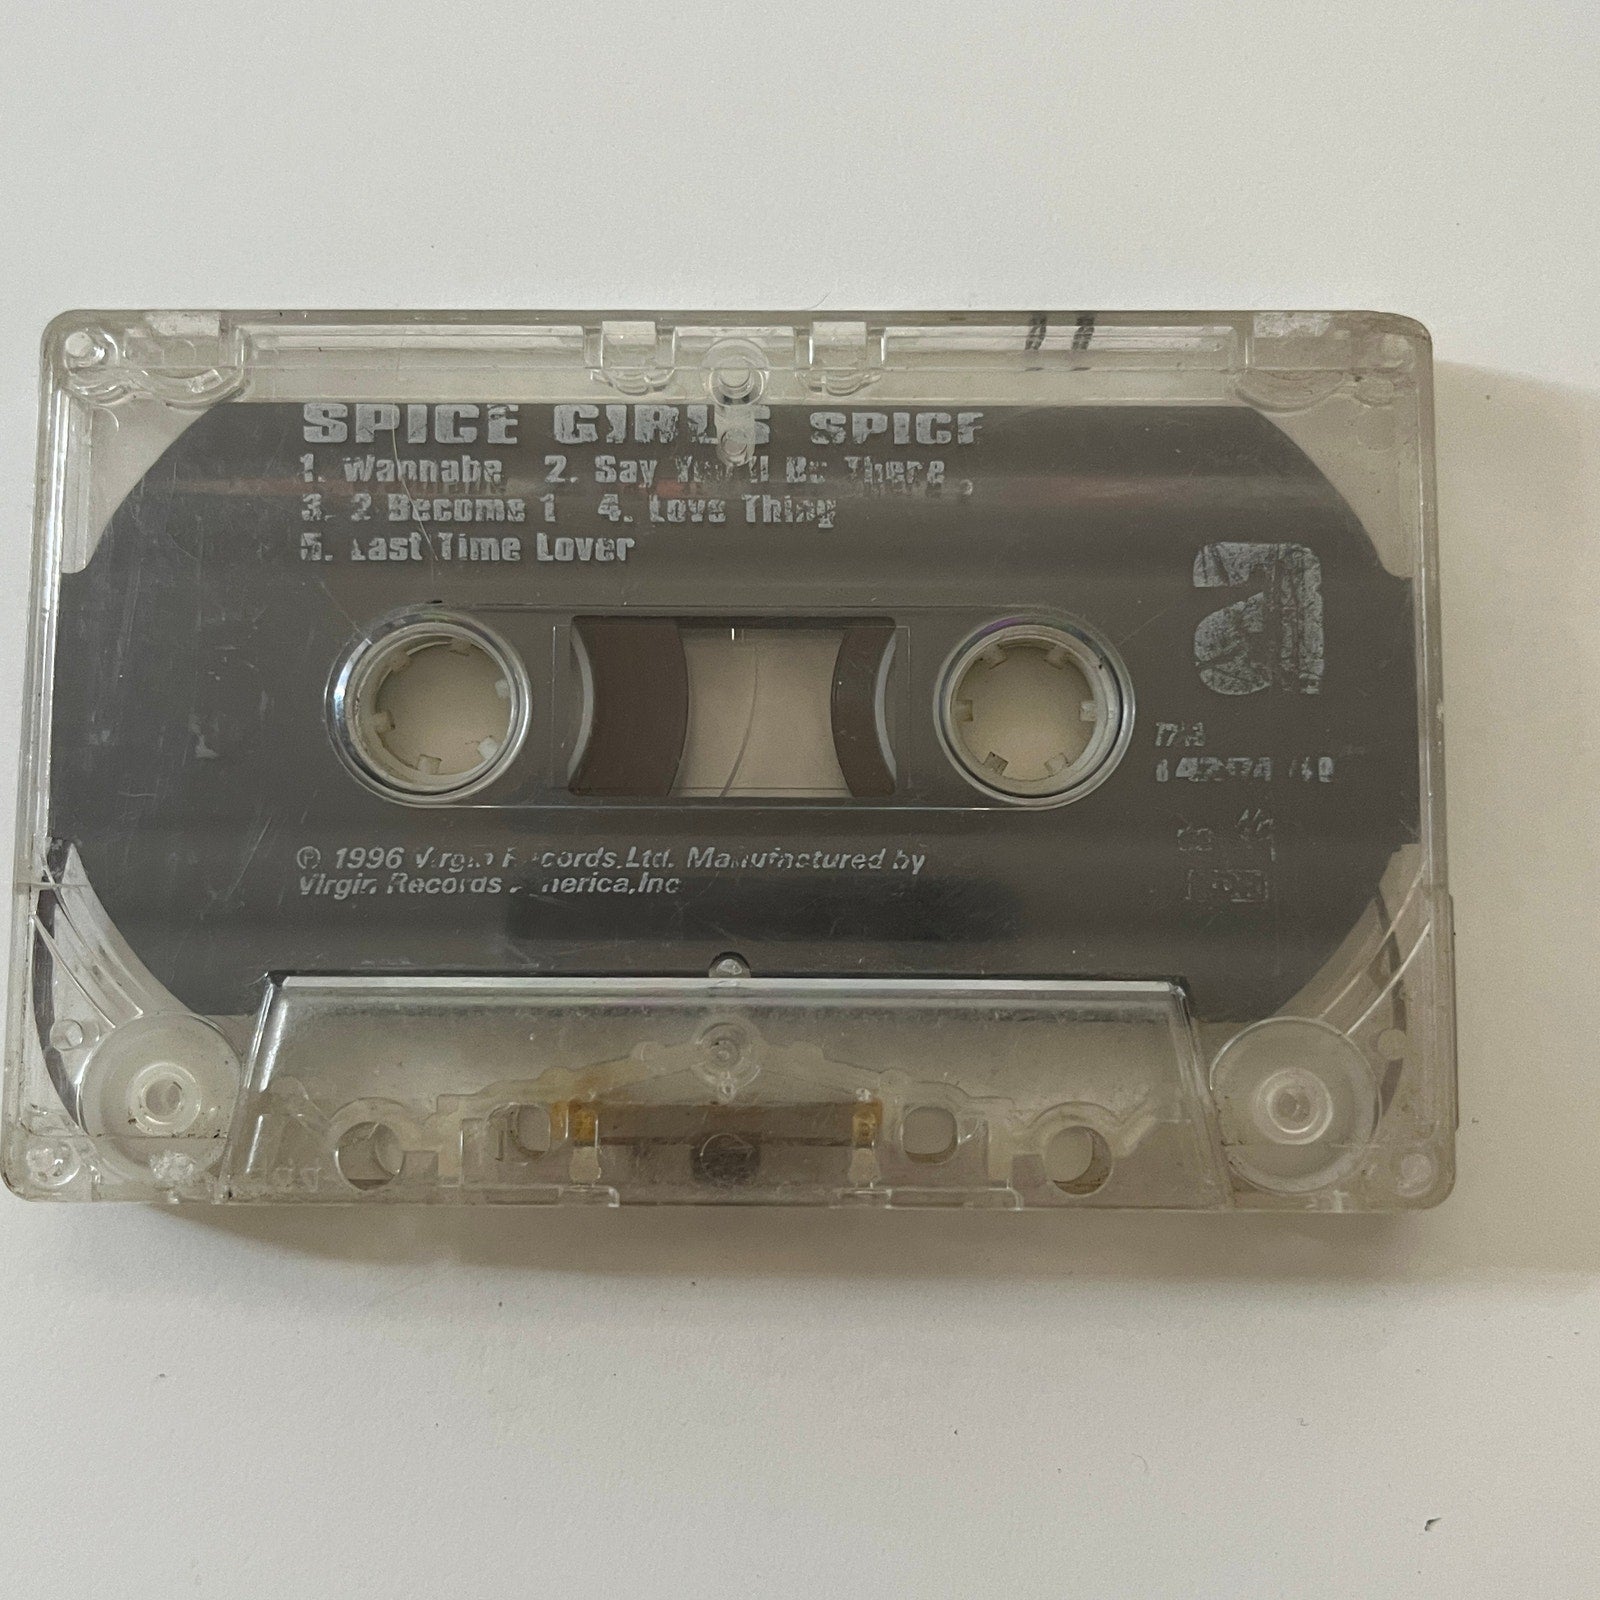 SPICE GIRLS SPICE
1. Wannabe 2. Say You'll Be There
3. 2 Become 1 4. Love Thing
5. Last Time Lover
a
℗ 1996 Virgin Records,Ltd. Manufactured by
Virgin Records America,Inc